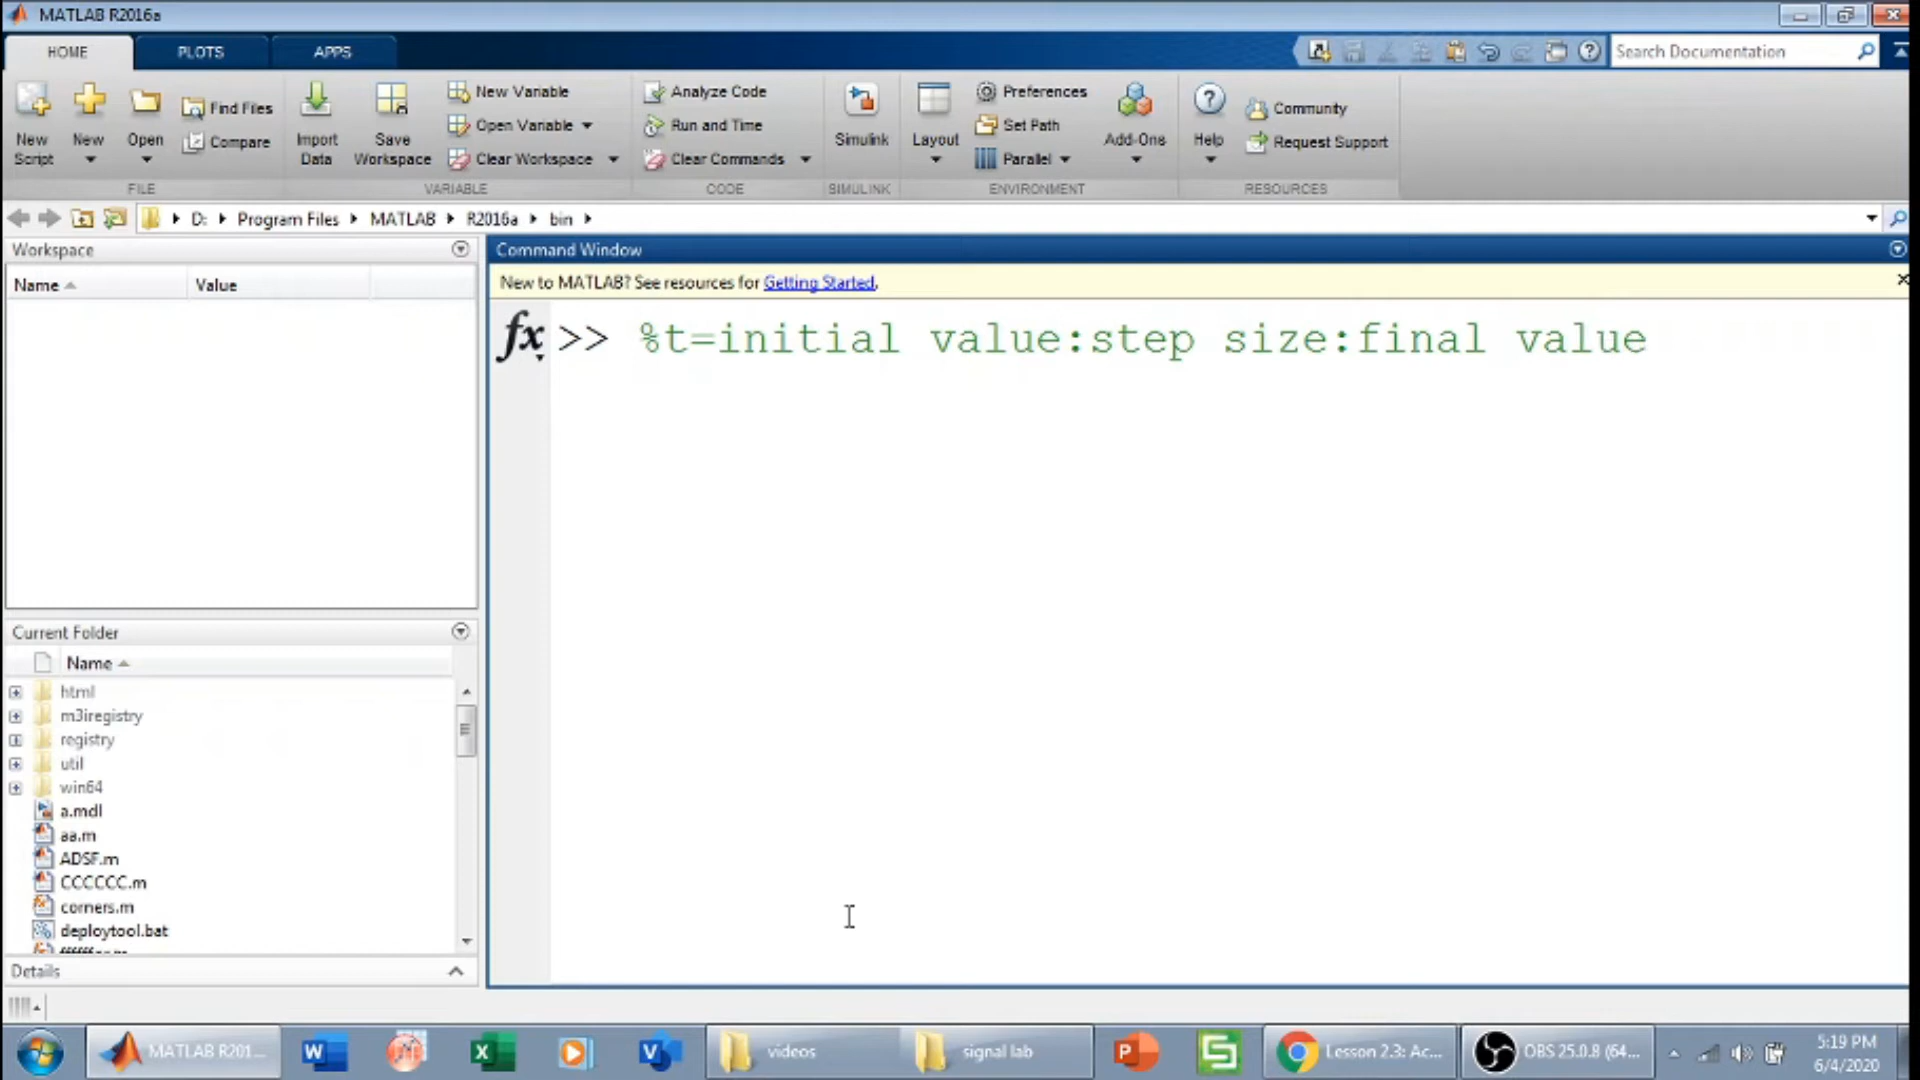 MATLAB R2016a
HOME PLOTS APPS
Search Documentation
New Script
New
Open
Find Files
Compare
Import Data
Save Workspace
New Variable
Open Variable
Clear Workspace
Analyze Code
Run and Time
Clear Commands
Simulink
Layout
Preferences
Set Path
Parallel
Add-Ons
Help
Community
Request Support
FILE VARIABLE CODE SIMULINK ENVIRONMENT RESOURCES
D: Program Files MATLAB R2016a bin
Workspace
Name Value
Command Window
New to MATLAB? See resources for Getting Started.
fx >> %t=initial value:step size:final value
Current Folder
Name
html
m3iregistry
registry
util
win64
a.mdl
aa.m
ADSF.m
CCCCCC.m
corners.m
deploytool.bat
Details
MATLAB R201...
videos
signal lab
Lesson 2.3: Ac...
OBS 25.0.8 (64...
5:19 PM
6/4/2020